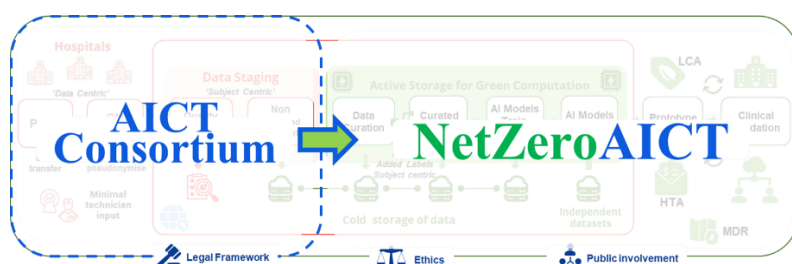 Hospitals
'Data Centric'
Data Staging
'Subject Centric'
Non
Active Storage for Green Computation
LCA
Data
Curation
Curated
AI Models
AI Models
Prototype
Clinical
AICT
Consortium
NetZeroAICT
transfer
pseudonymise
Added Labels
Subject centric
Minimal
technician
input
Cold storage of data
Independent
datasets
HTA
MDR
Legal Framework
Ethics
Public involvement